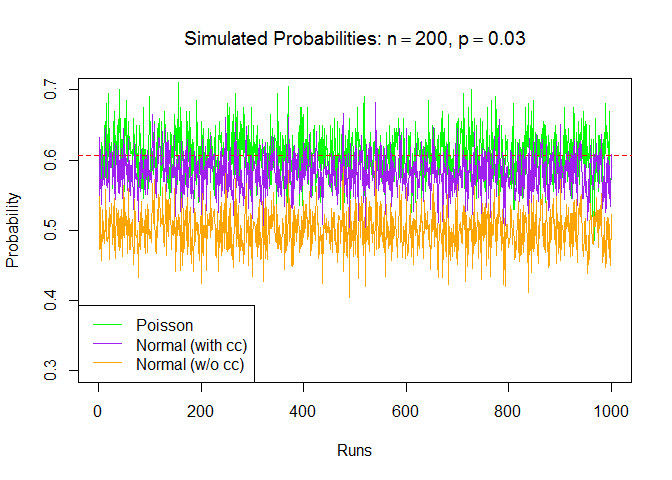 Simulated Probabilities: n = 200, p = 0.03
Probability
0.7
0.6
0.5
0.4
0.3
Poisson
Normal (with cc)
Normal (w/o cc)
0 200 400 600 800 1000
Runs